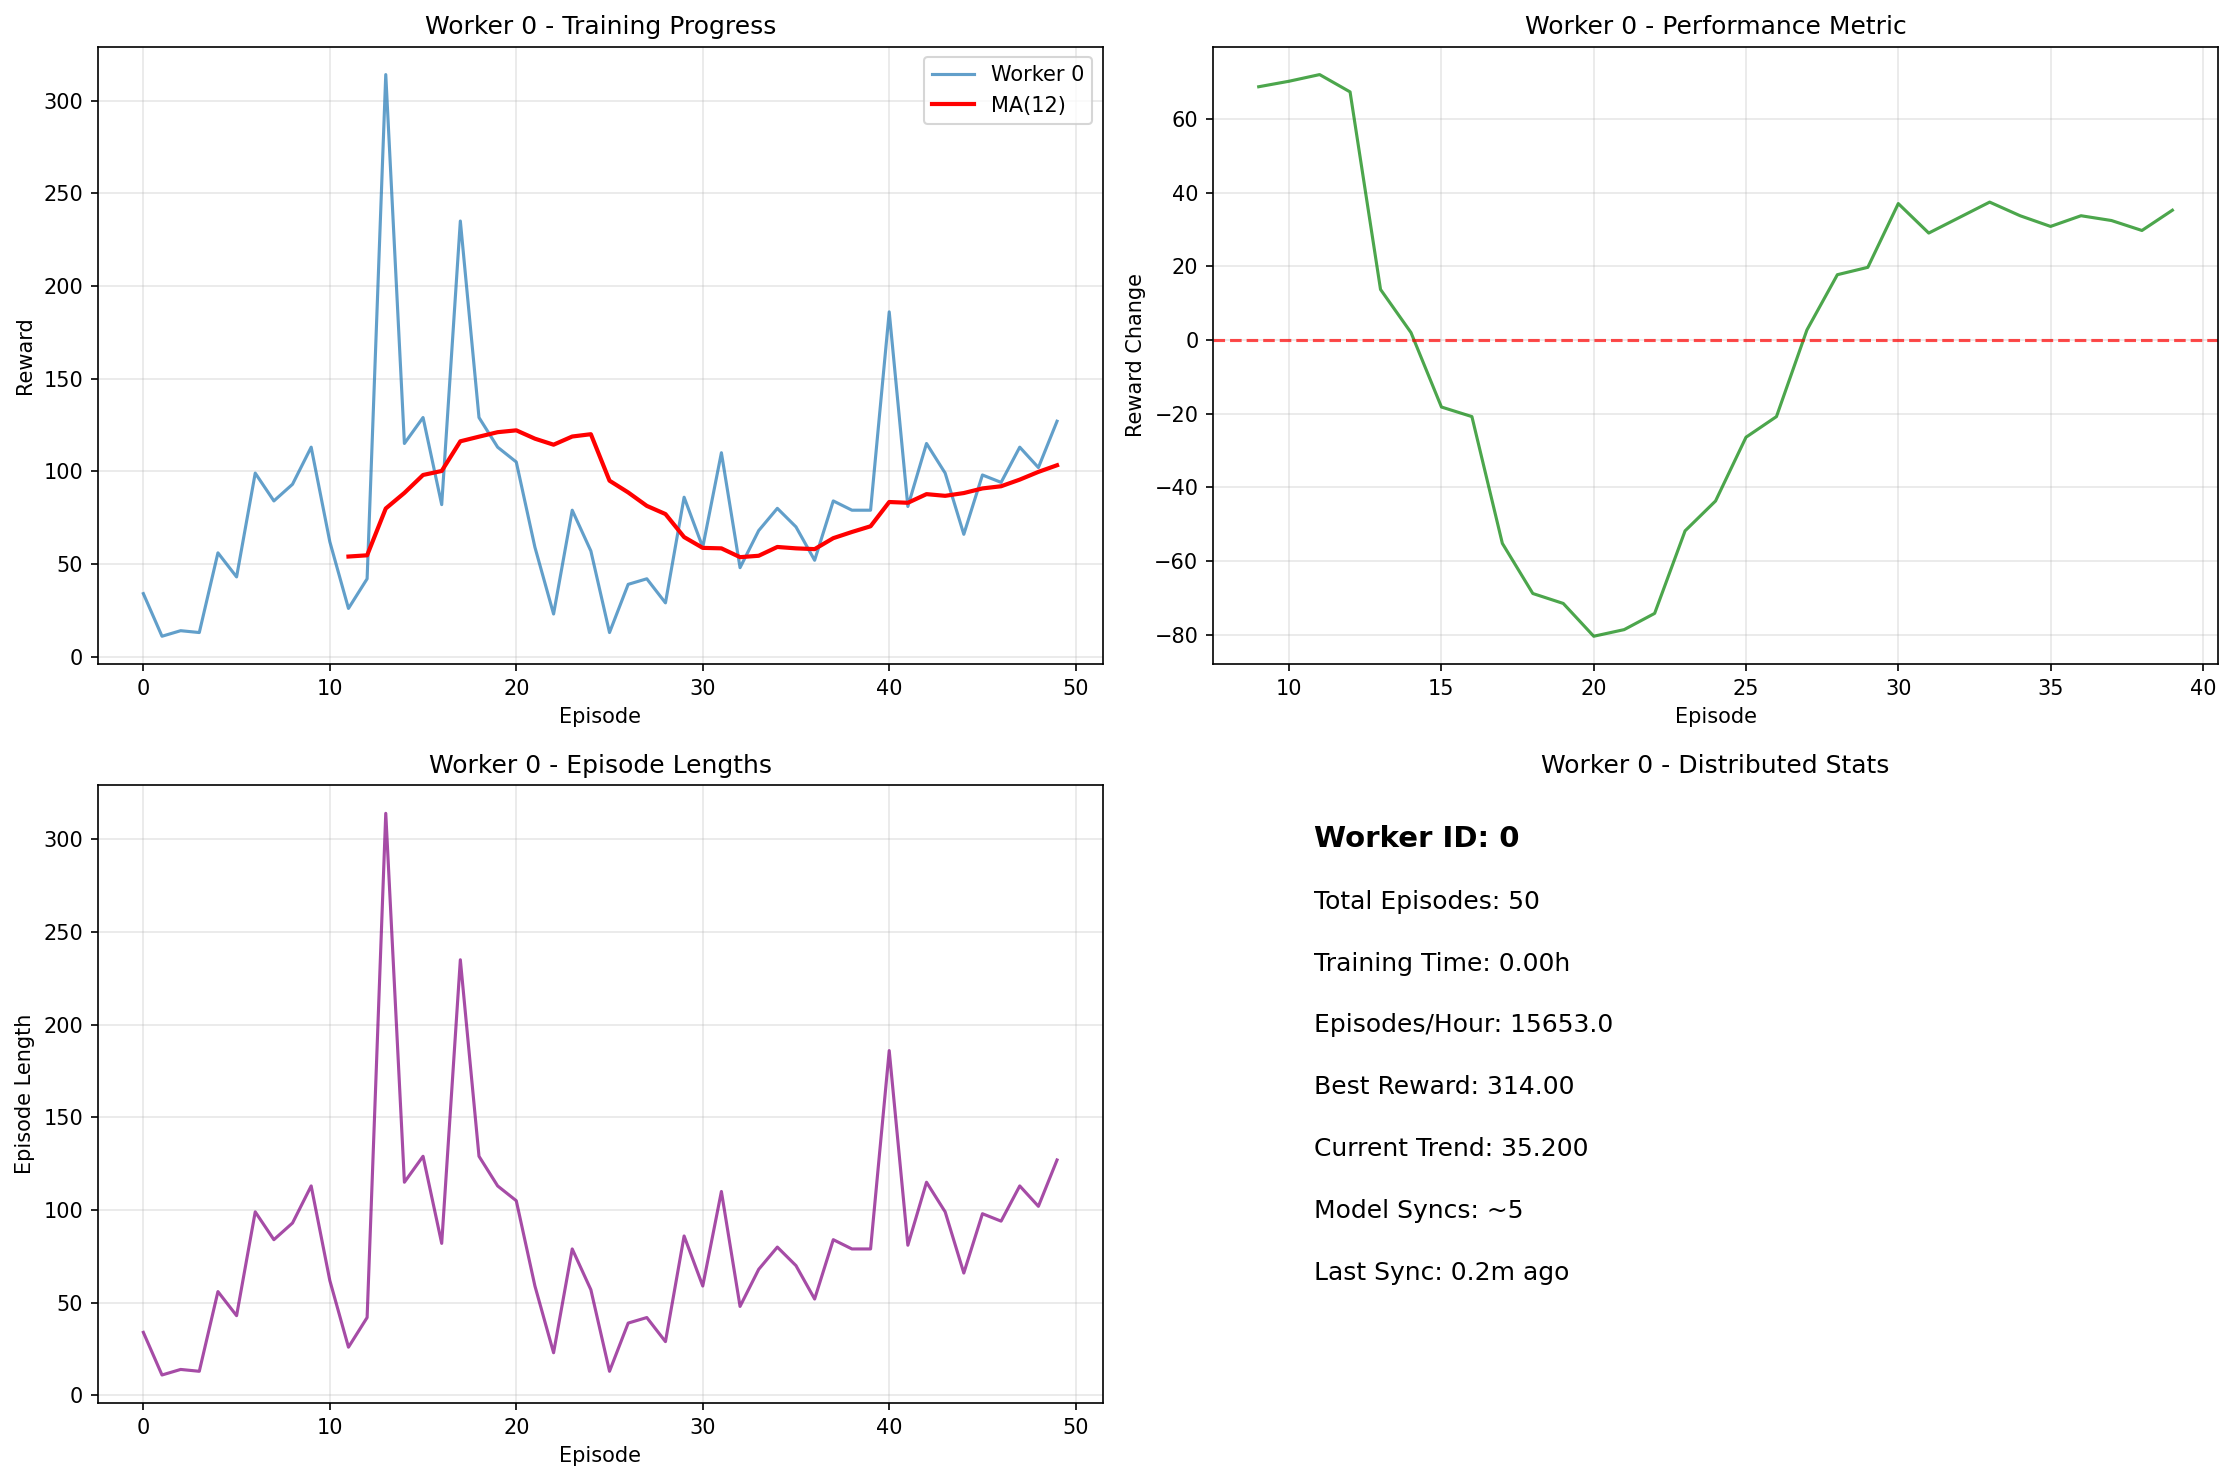 Worker 0 - Training Progress
Worker 0
MA(12)
300
250
200
150
100
50
0
Reward
0
10
20
30
40
50
Episode
Worker 0 - Performance Metric
60
40
20
0
−20
−40
−60
−80
Reward Change
10
15
20
25
30
35
40
Episode
Worker 0 - Episode Lengths
300
250
200
150
100
50
0
Episode Length
0
10
20
30
40
50
Episode
Worker 0 - Distributed Stats
Worker ID: 0
Total Episodes: 50
Training Time: 0.00h
Episodes/Hour: 15653.0
Best Reward: 314.00
Current Trend: 35.200
Model Syncs: ~5
Last Sync: 0.2m ago